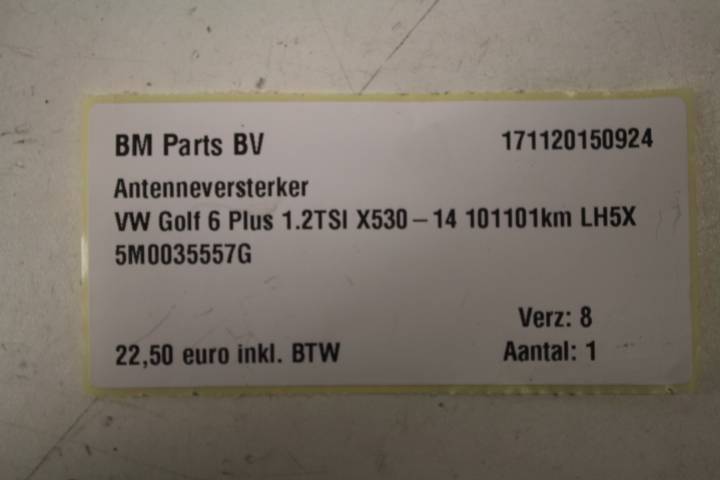 BM Parts BV 171120150924
Antenneversterker
VW Golf 6 Plus 1.2TSI X530-14 101101km LH5X
5M0035557G
Verz: 8
22,50 euro inkl. BTW Aantal: 1